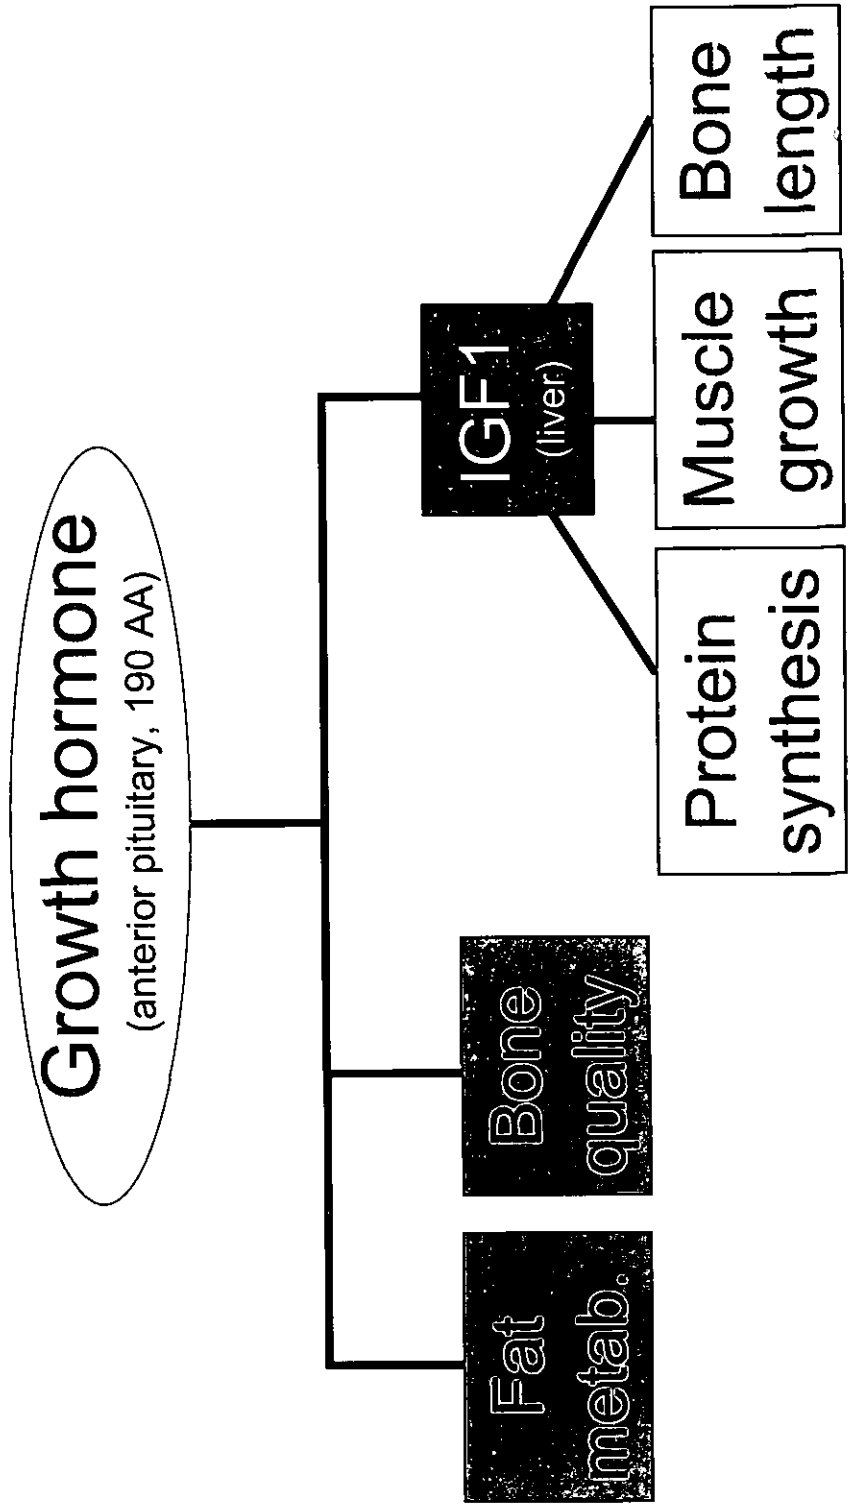 Growth hormone
(anterior pituitary, 190 AA)
Fat
metab.
Bone
quality
IGF1
(liver)
Protein
synthesis
Muscle
growth
Bone
length